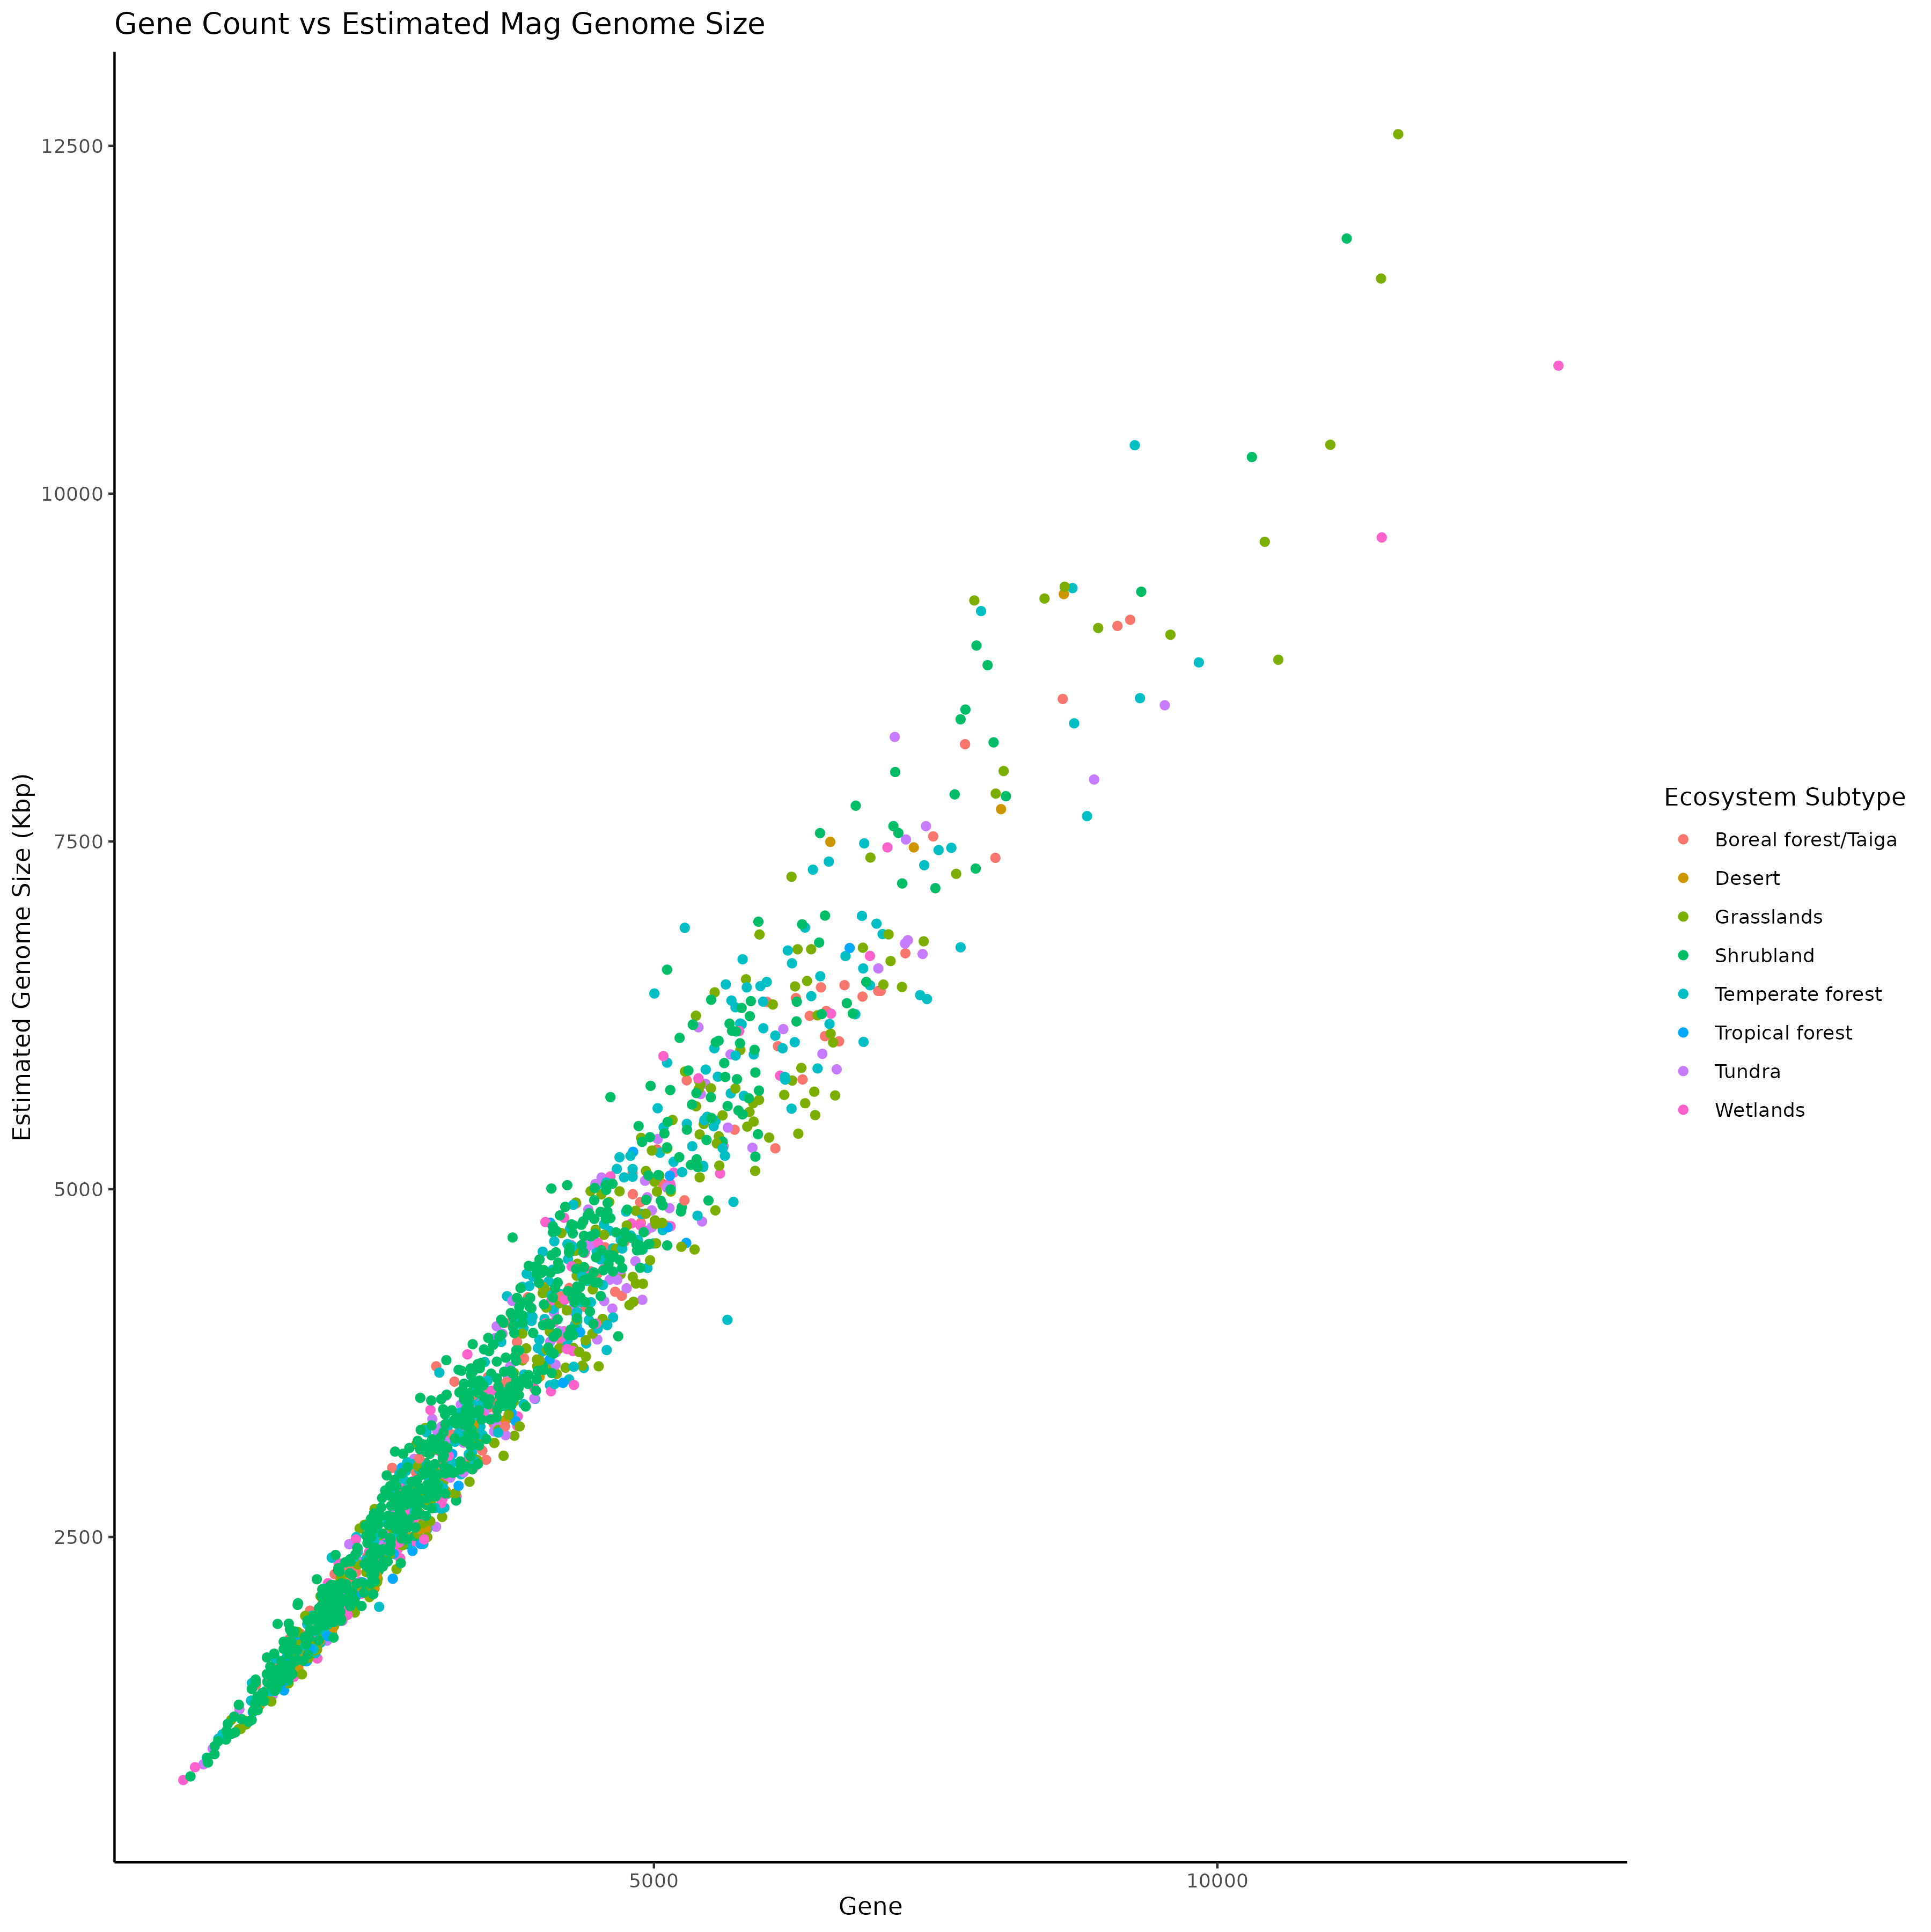 Gene Count vs Estimated Mag Genome Size
12500
10000
7500
5000
2500
Estimated Genome Size (Kbp)
5000
10000
Gene
Ecosystem Subtype
Boreal forest/Taiga
Desert
Grasslands
Shrubland
Temperate forest
Tropical forest
Tundra
Wetlands